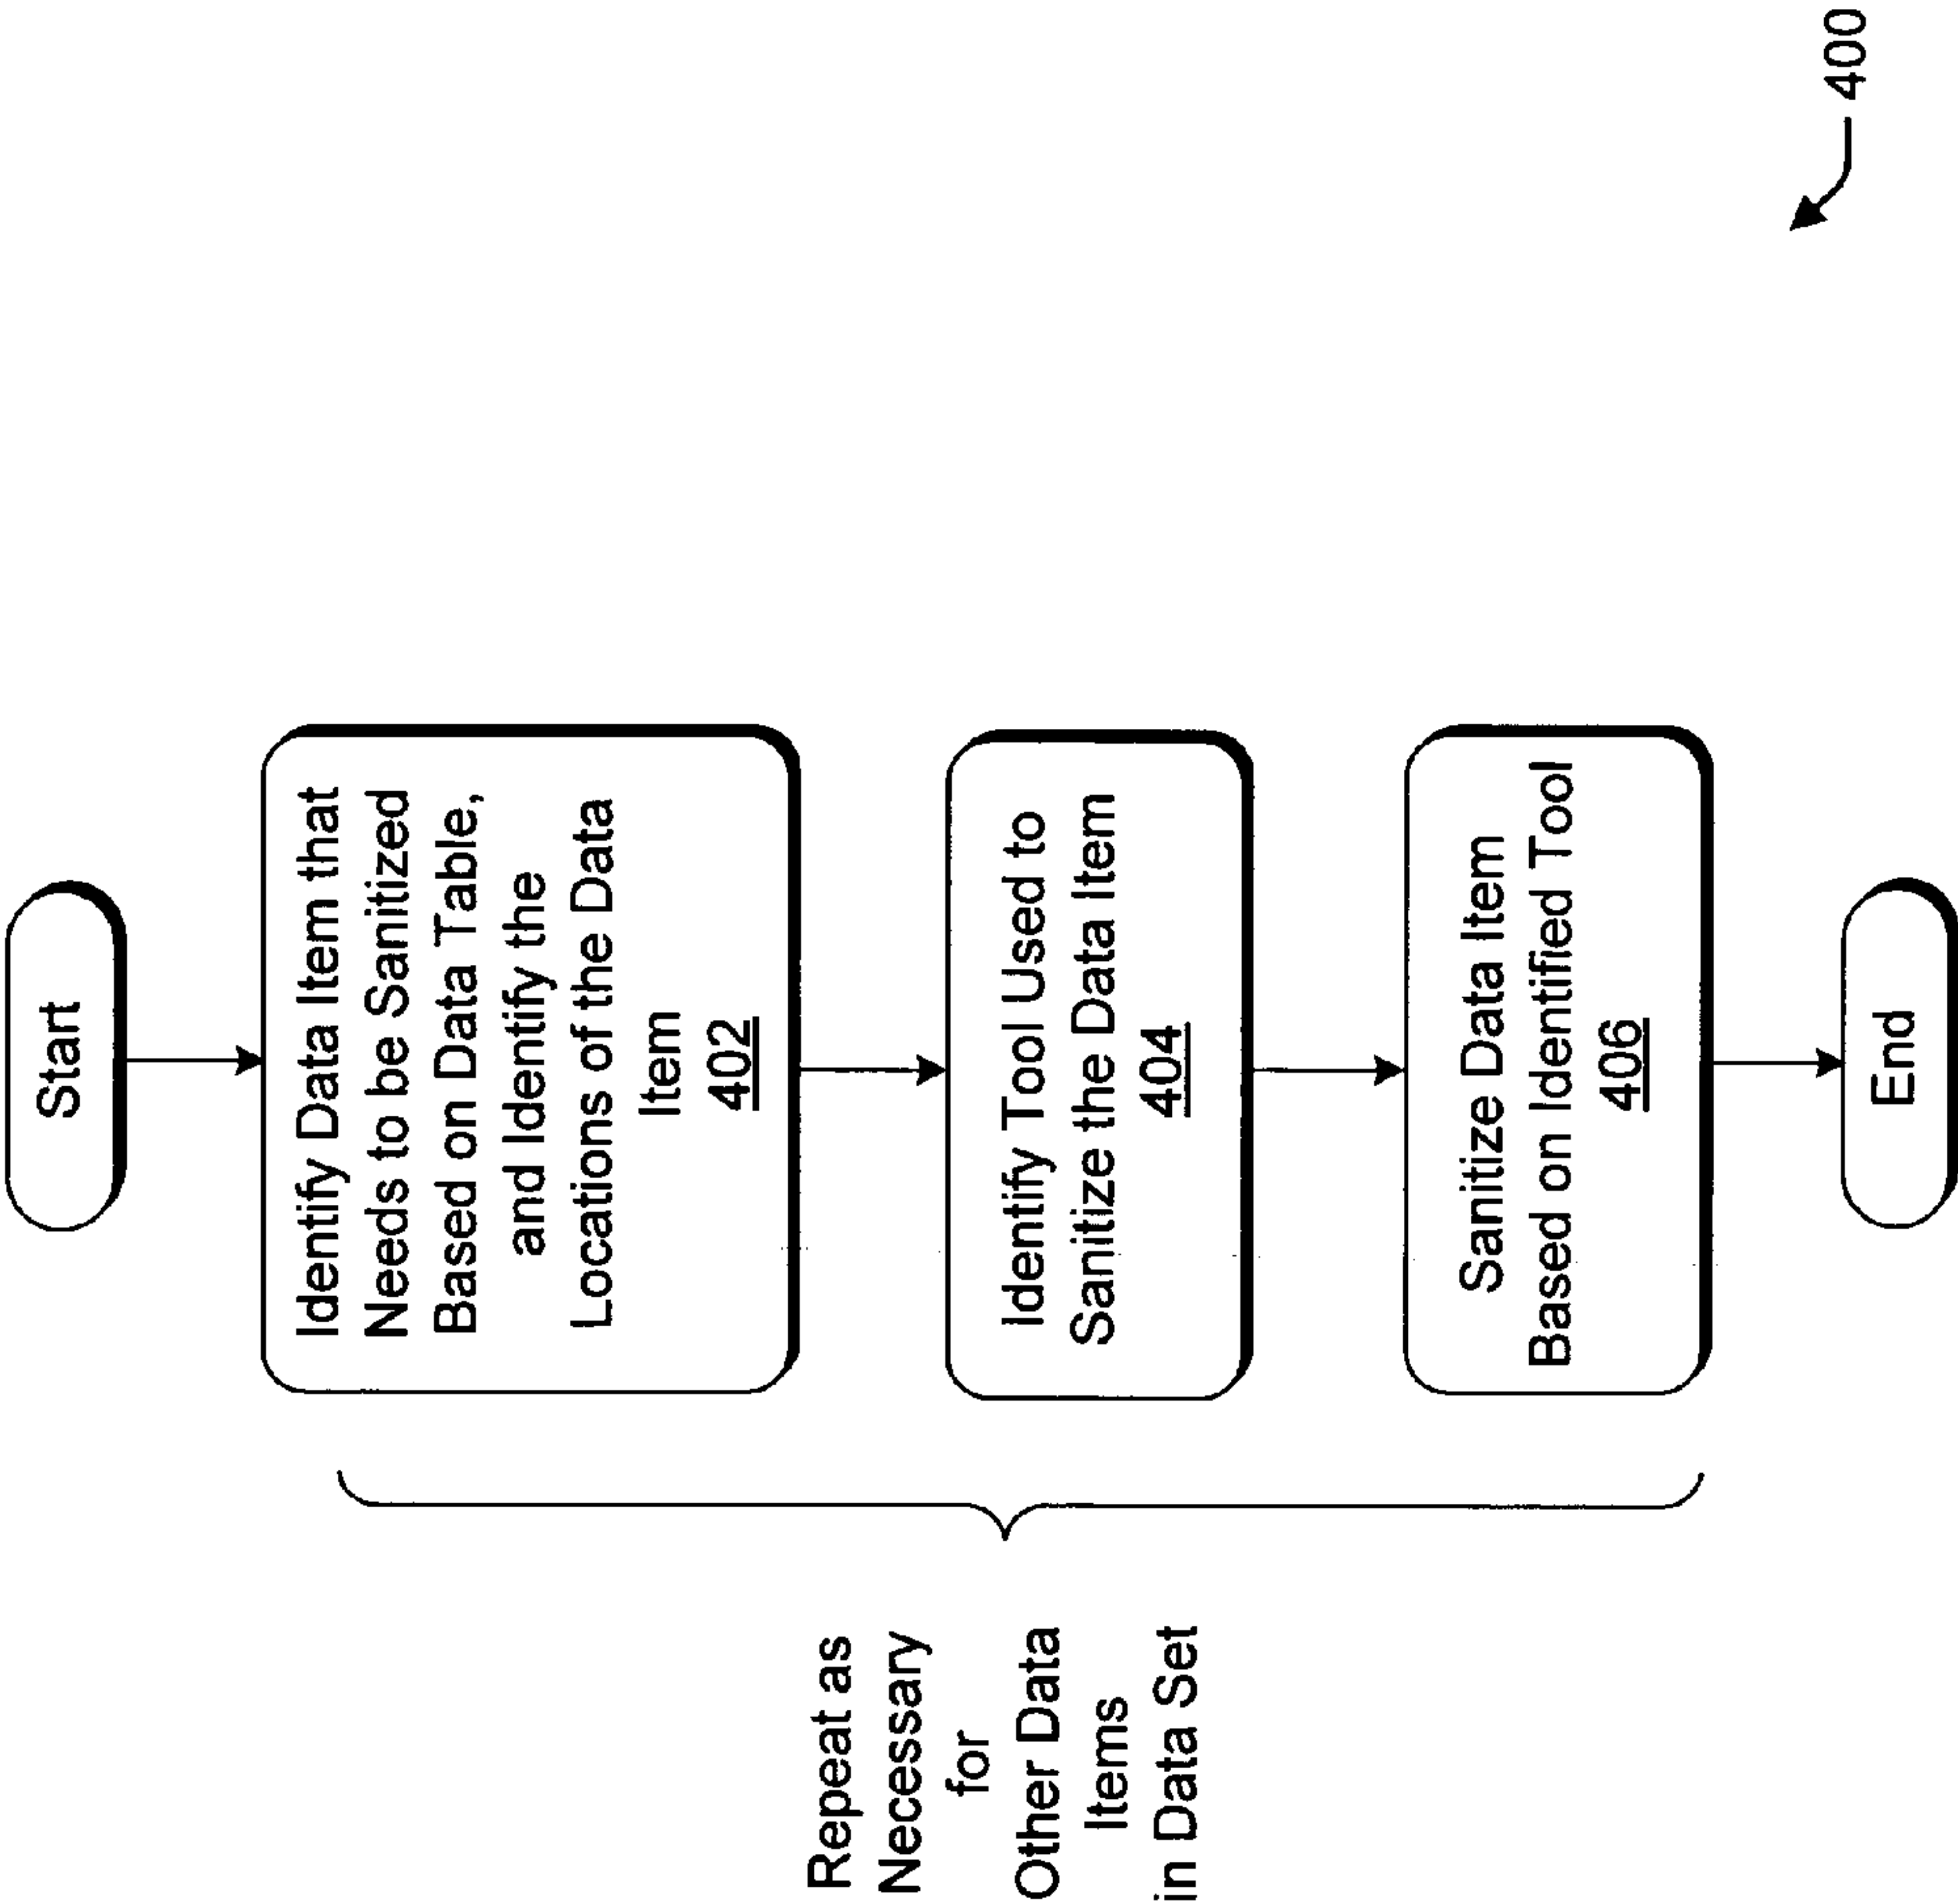 Start
Identify Data Item that
Needs to be Sanitized
Based on Data Table,
and Identify the
Locations of the Data
Item
402
Identify Tool Used to
Sanitize the Data Item
404
Sanitize Data Item
Based on Identified Tool
406
End
Repeat as
Necessary
for
Other Data
Items
in Data Set
400